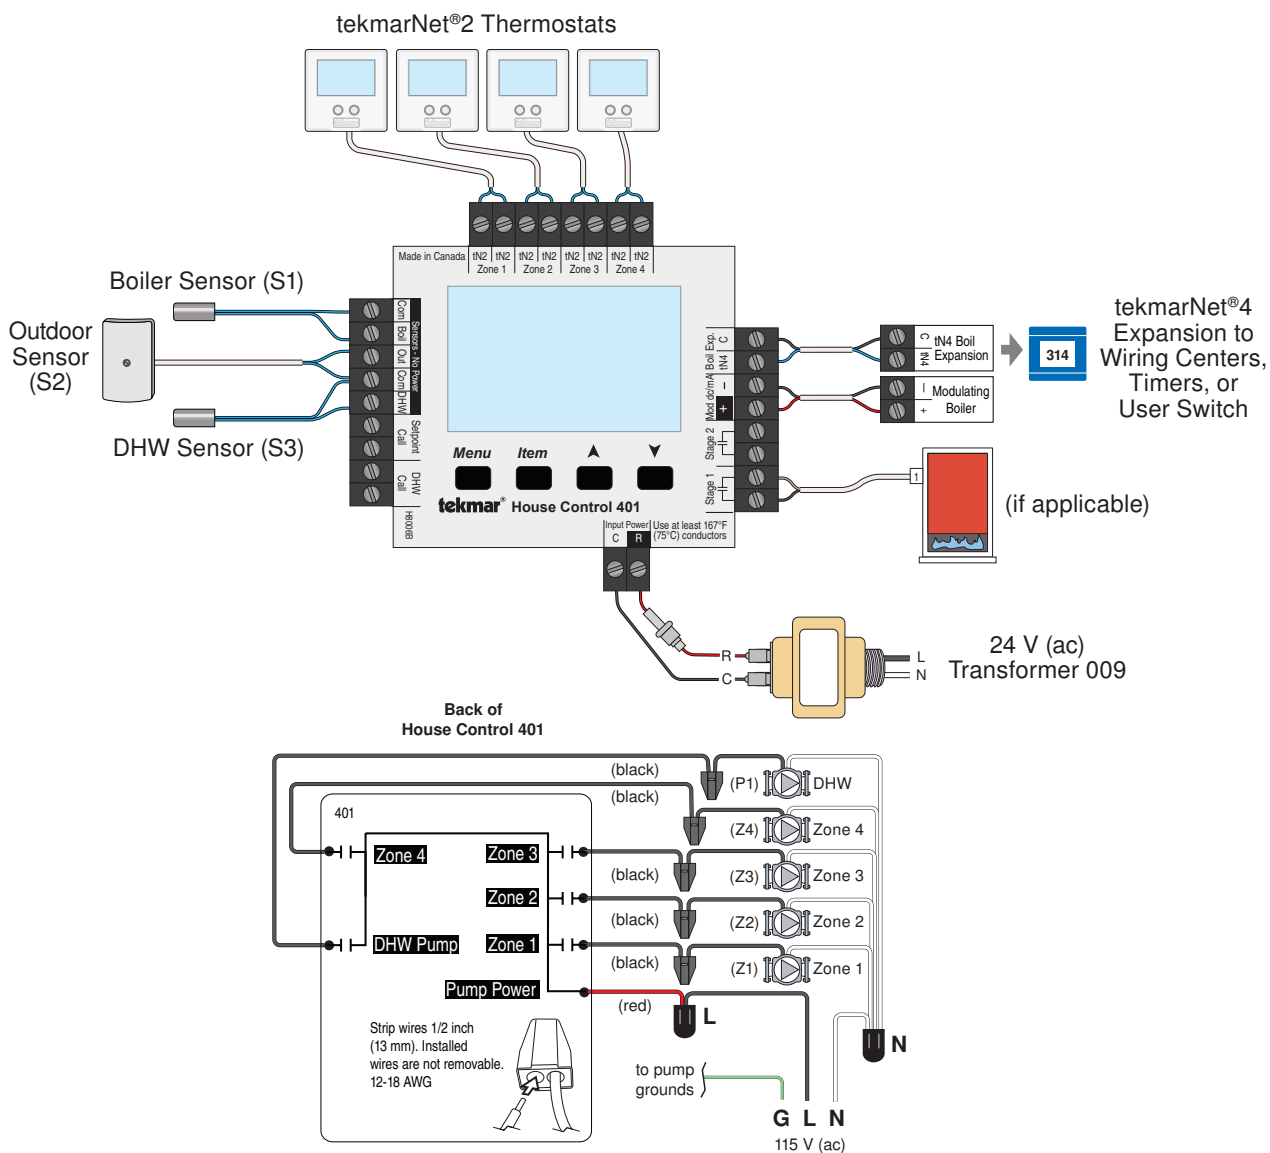 tekmarNet®2 Thermostats
Made in Canada
tN2 tN2 tN2 tN2 tN2 tN2 tN2 tN2
Zone 1 Zone 2 Zone 3 Zone 4
Boiler Sensor (S1)
Outdoor
Sensor
(S2)
DHW Sensor (S3)
Com
Boil
Out
Com
DHW
Sensors - No Power
Setpoint
Call
DHW
Call
H8006B
Boil Exp.
C
tN4
Mod dc/mA
–
+
Stage 2
Stage 1
Menu
Item
tekmar® House Control 401
Input Power
C R
Use at least 167°F
(75°C) conductors
C
tN4
tN4 Boil
Expansion
–
+
Modulating
Boiler
314
tekmarNet®4
Expansion to
Wiring Centers,
Timers, or
User Switch
1
(if applicable)
R
C
L
N
24 V (ac)
Transformer 009
Back of
House Control 401
(black)
(P1) DHW
(black)
(Z4) Zone 4
401
Zone 4
Zone 3
(black)
(Z3) Zone 3
Zone 2
(black)
(Z2) Zone 2
DHW Pump
Zone 1
(black)
(Z1) Zone 1
Pump Power
(red)
L
N
Strip wires 1/2 inch
(13 mm). Installed
wires are not removable.
12-18 AWG
to pump
grounds
G L N
115 V (ac)